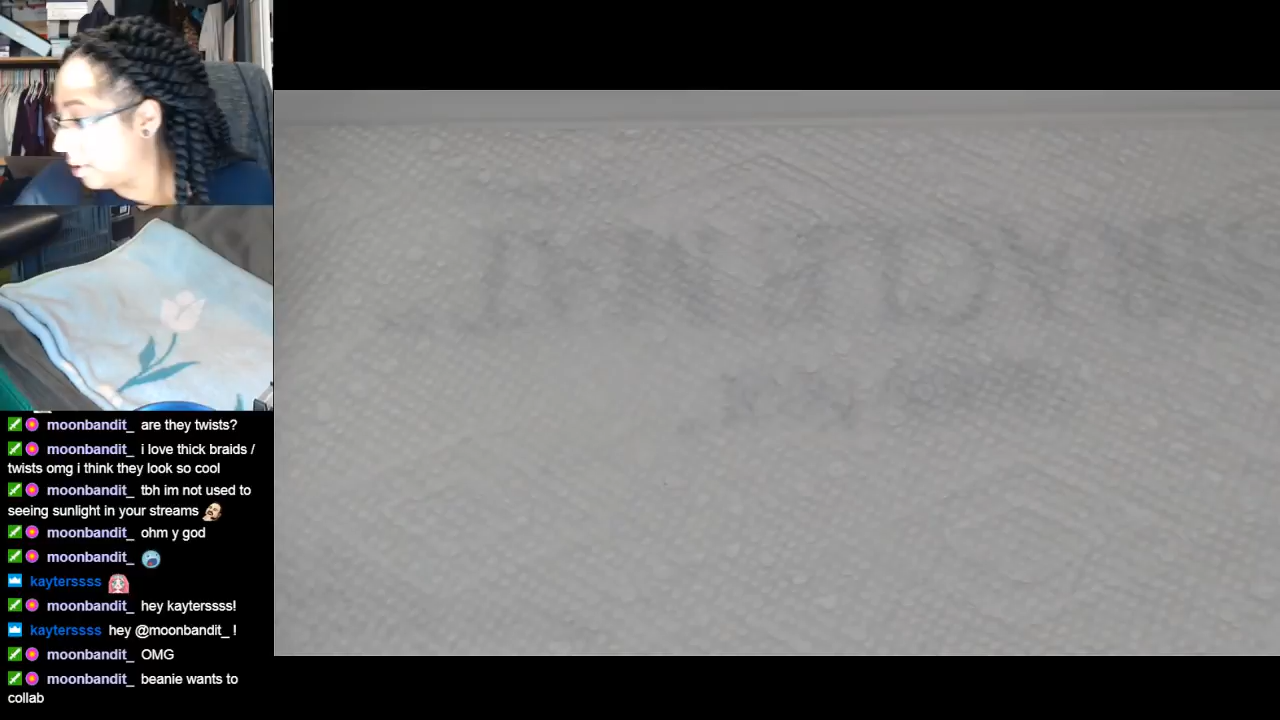 moonbandit_ are they twists?
moonbandit_ i love thick braids /
twists omg i think they look so cool
moonbandit_ tbh im not used to
seeing sunlight in your streams
moonbandit_ ohm y god
moonbandit_
kayterssss
moonbandit_ hey kayterssss!
kayterssss hey @moonbandit_ !
moonbandit_ OMG
moonbandit_ beanie wants to
collab